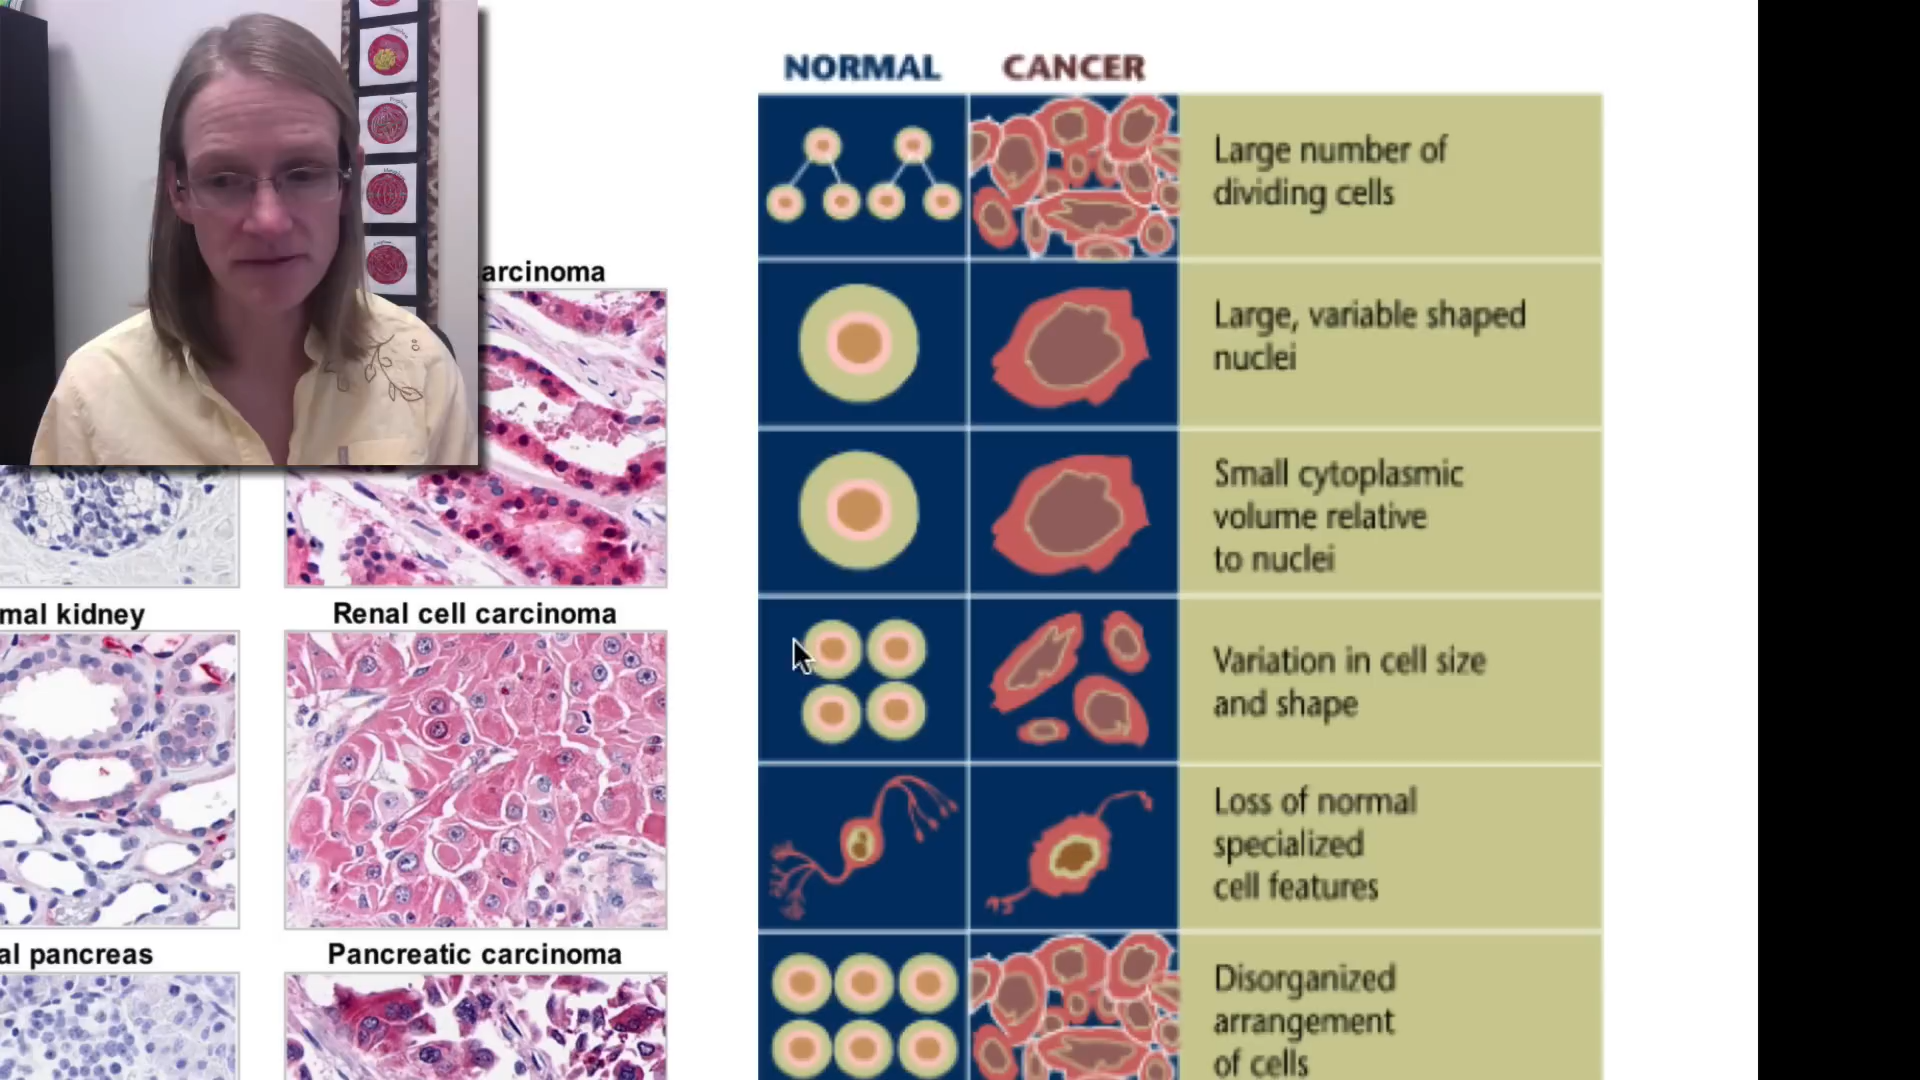 NORMAL CANCER
Large number of
dividing cells
arcinoma
Large, variable shaped
nuclei
Small cytoplasmic
volume relative
to nuclei
mal kidney
Renal cell carcinoma
Variation in cell size
and shape
Loss of normal
specialized
cell features
al pancreas
Pancreatic carcinoma
Disorganized
arrangement
of cells